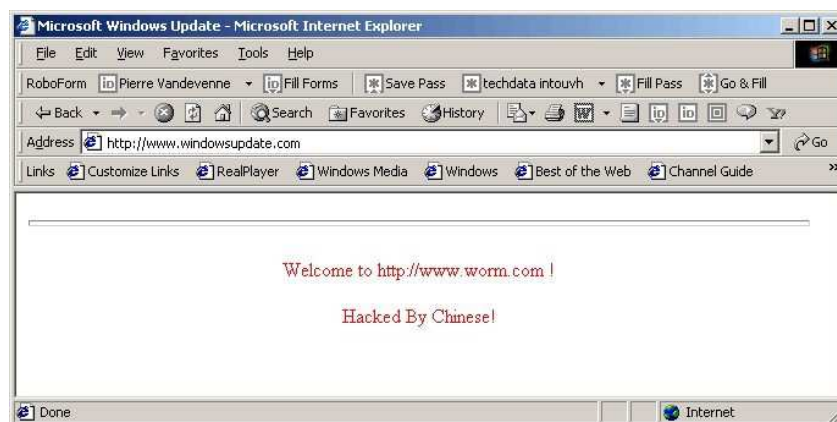 Microsoft Windows Update - Microsoft Internet Explorer
File Edit View Favorites Tools Help
RoboForm Pierre Vandevenne Fill Forms Save Pass techdata intouvh Fill Pass Go & Fill
Back Search Favorites History
Address http://www.windowsupdate.com Go
Links Customize Links RealPlayer Windows Media Windows Best of the Web Channel Guide »
Welcome to http://www.worm.com !
Hacked By Chinese!
Done Internet